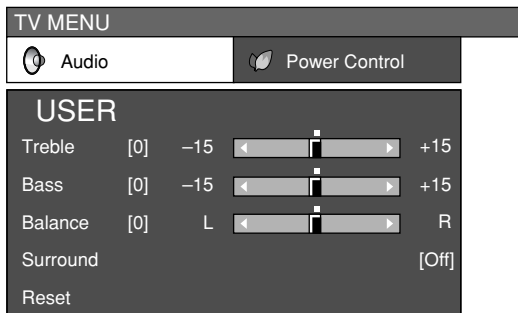 TV MENU
Audio
Power Control
USER
Treble [0] –15 +15
Bass [0] –15 +15
Balance [0] L R
Surround [Off]
Reset